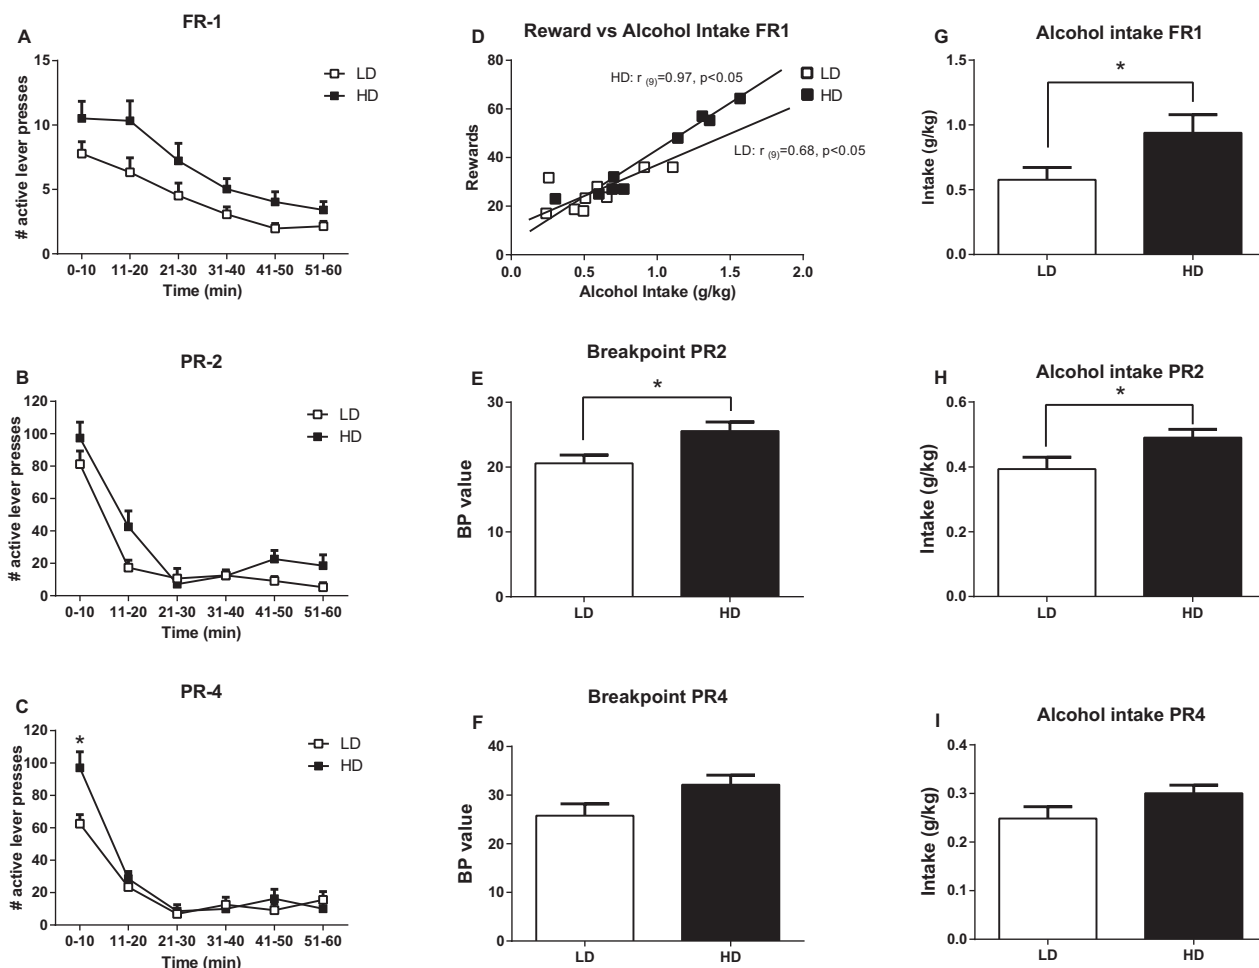 A
FR-1
15
10
5
0
# active lever presses
LD
HD
0-10 11-20 21-30 31-40 41-50 51-60
Time (min)
D
Reward vs Alcohol Intake FR1
80
60
40
20
0
Rewards
HD: r (9)=0.97, p<0.05
LD
HD
LD: r (9)=0.68, p<0.05
0.0 0.5 1.0 1.5 2.0
Alcohol Intake (g/kg)
G
Alcohol intake FR1
1.5
1.0
0.5
0.0
Intake (g/kg)
*
LD HD
B
PR-2
120
100
80
60
40
20
0
# active lever presses
LD
HD
0-10 11-20 21-30 31-40 41-50 51-60
Time (min)
E
Breakpoint PR2
30
20
10
0
BP value
*
LD HD
H
Alcohol intake PR2
0.6
0.4
0.2
0.0
Intake (g/kg)
*
LD HD
C
PR-4
120
100
80
60
40
20
0
# active lever presses
*
LD
HD
0-10 11-20 21-30 31-40 41-50 51-60
Time (min)
F
Breakpoint PR4
40
30
20
10
0
BP value
LD HD
I
Alcohol intake PR4
0.4
0.3
0.2
0.1
0.0
Intake (g/kg)
LD HD